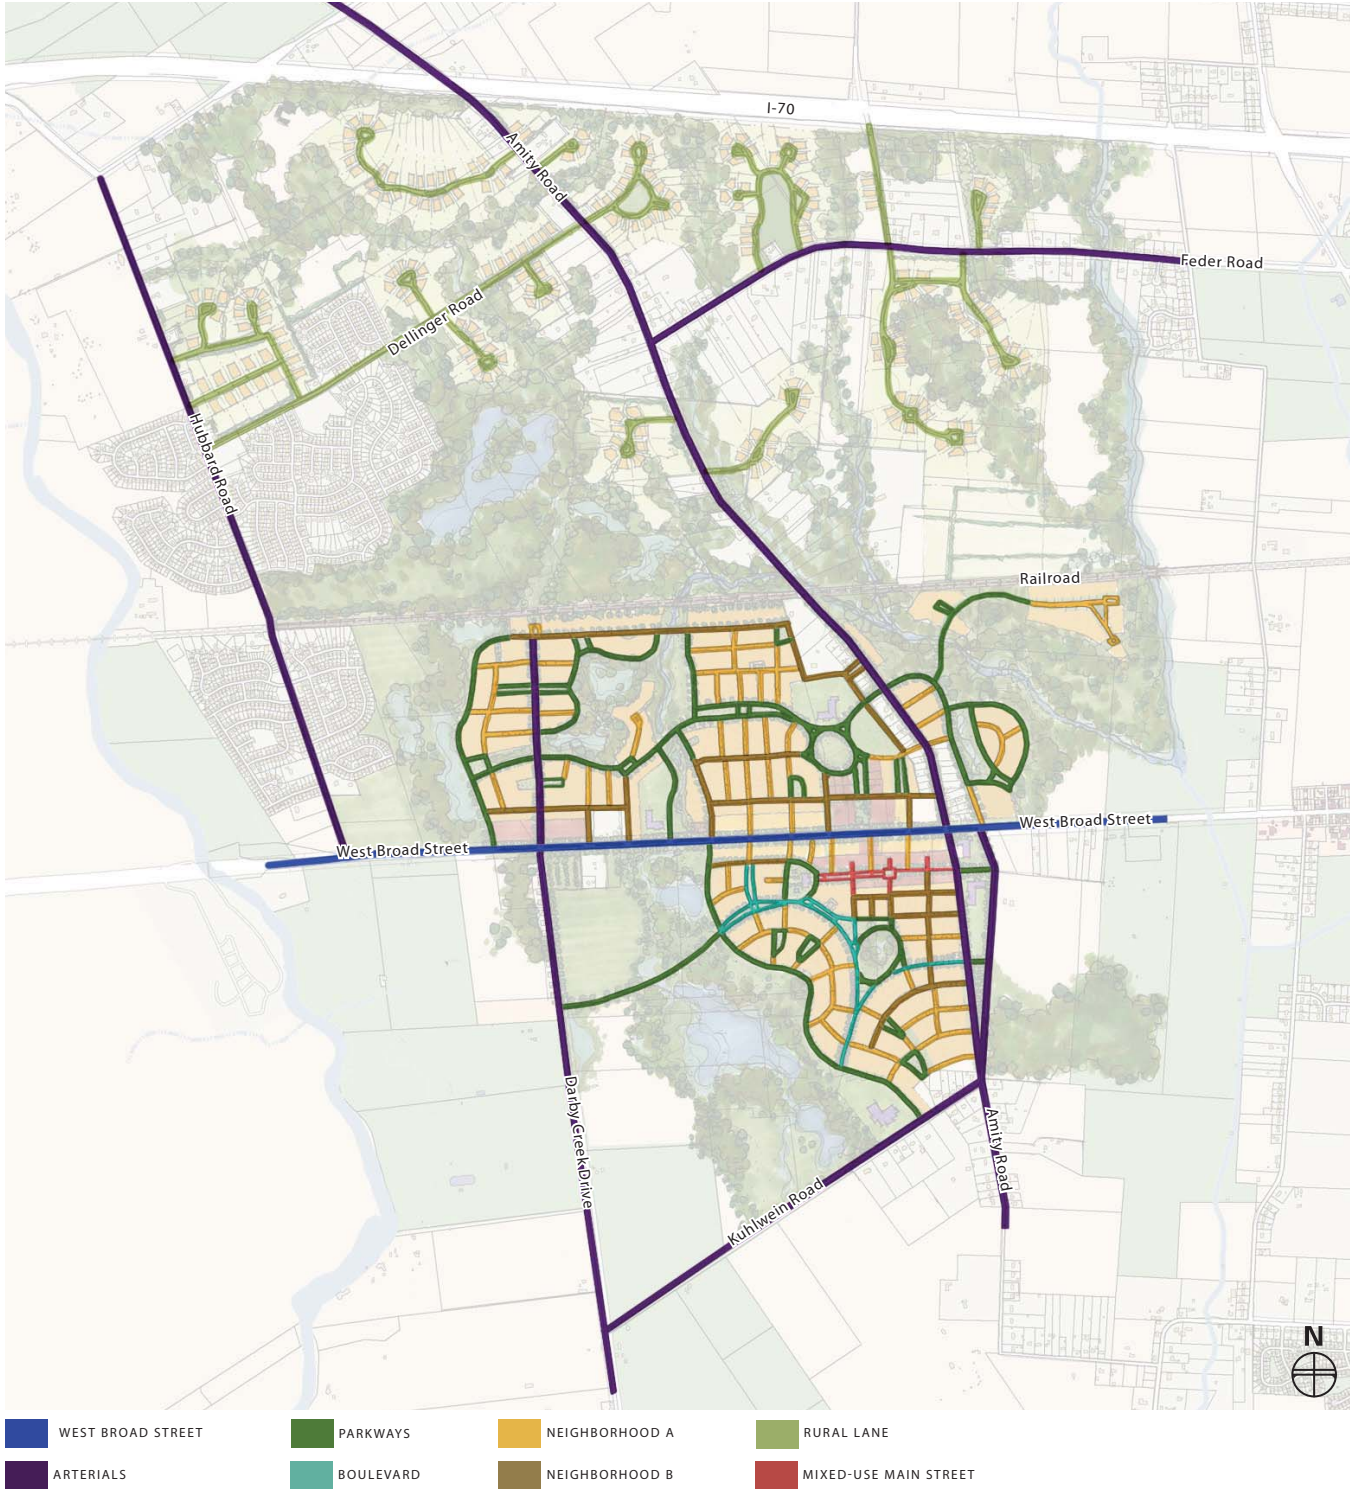 I-70
Amity Road
Feder Road
Dellinger Road
Hubbard Road
Railroad
West Broad Street
West Broad Street
Darby Creek Drive
Amity Road
Kuhlwein Road
N
WEST BROAD STREET
PARKWAYS
NEIGHBORHOOD A
RURAL LANE
ARTERIALS
BOULEVARD
NEIGHBORHOOD B
MIXED-USE MAIN STREET